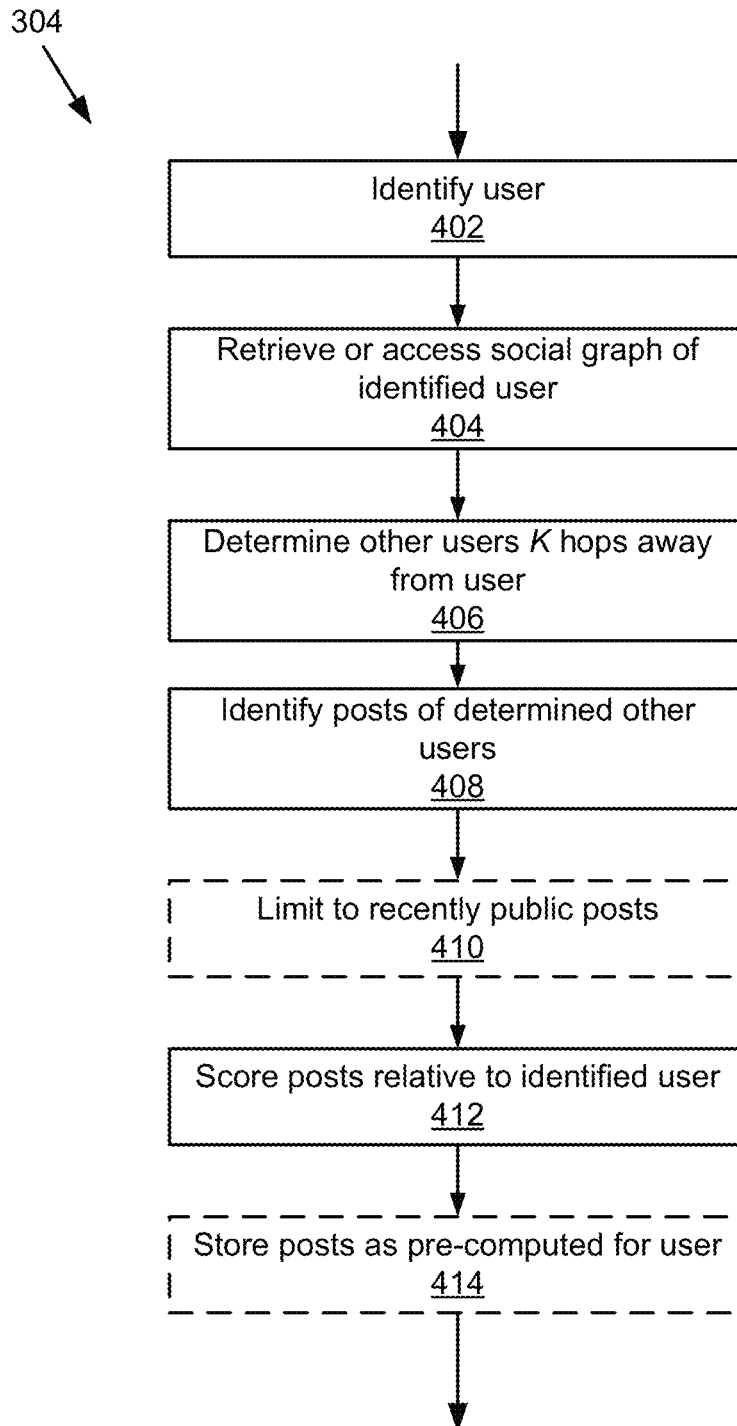 304
Identify user
402
Retrieve or access social graph of
identified user
404
Determine other users K hops away
from user
406
Identify posts of determined other
users
408
Limit to recently public posts
410
Score posts relative to identified user
412
Store posts as pre-computed for user
414